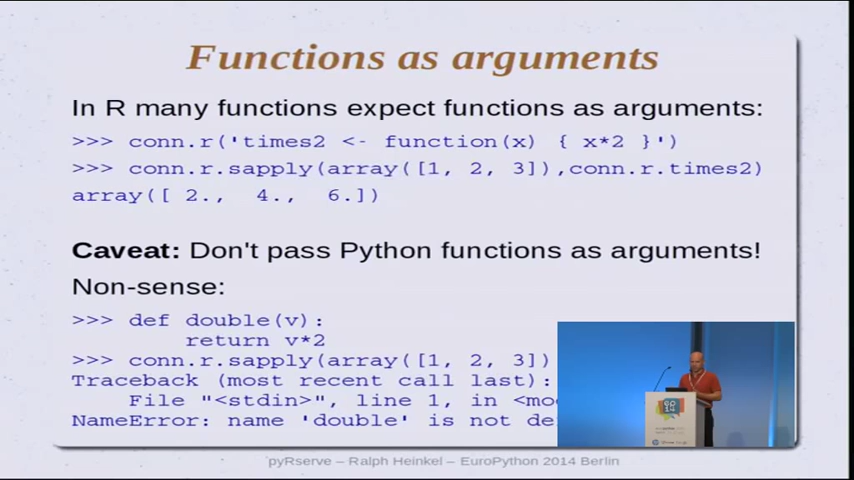 Functions as arguments
In R many functions expect functions as arguments:
>>> conn.r('times2 <- function(x) { x*2 }')
>>> conn.r.sapply(array([1, 2, 3]),conn.r.times2)
array([ 2.,  4.,  6.])
Caveat: Don't pass Python functions as arguments!
Non-sense:
>>> def double(v):
        return v*2
>>> conn.r.sapply(array([1, 2, 3])
Traceback (most recent call last):
    File "<stdin>", line 1, in <mo
NameError: name 'double' is not de
pyRserve – Ralph Heinkel – EuroPython 2014 Berlin